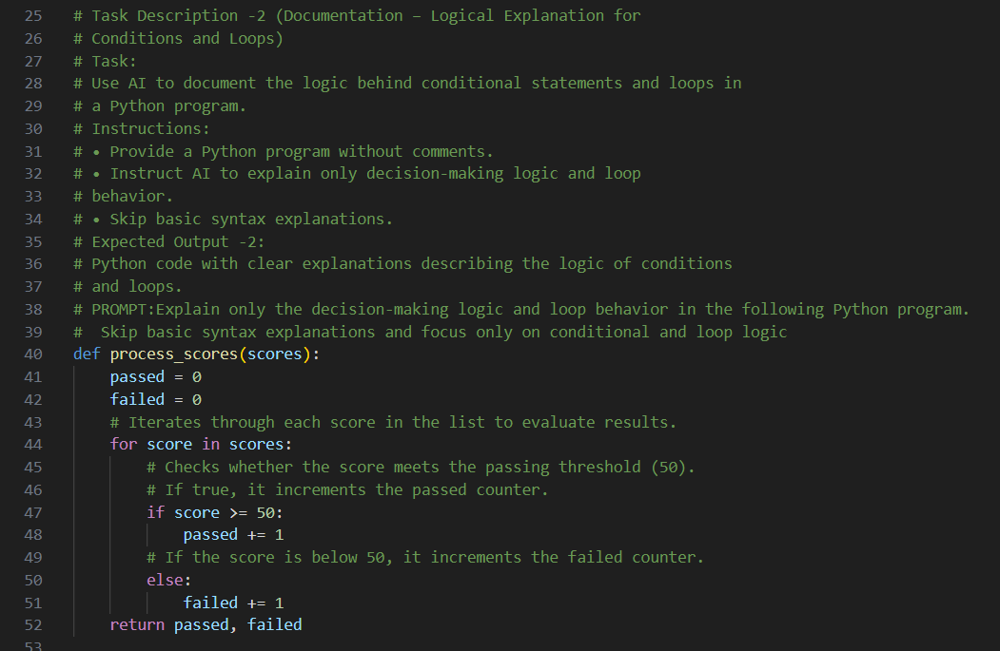 25 # Task Description -2 (Documentation – Logical Explanation for
26 # Conditions and Loops)
27 # Task:
28 # Use AI to document the logic behind conditional statements and loops in
29 # a Python program.
30 # Instructions:
31 # • Provide a Python program without comments.
32 # • Instruct AI to explain only decision-making logic and loop
33 # behavior.
34 # • Skip basic syntax explanations.
35 # Expected Output -2:
36 # Python code with clear explanations describing the logic of conditions
37 # and loops.
38 # PROMPT:Explain only the decision-making logic and loop behavior in the following Python program.
39 #  Skip basic syntax explanations and focus only on conditional and loop logic
40 def process_scores(scores):
41     passed = 0
42     failed = 0
43     # Iterates through each score in the list to evaluate results.
44     for score in scores:
45         # Checks whether the score meets the passing threshold (50).
46         # If true, it increments the passed counter.
47         if score >= 50:
48             passed += 1
49         # If the score is below 50, it increments the failed counter.
50         else:
51             failed += 1
52     return passed, failed
53